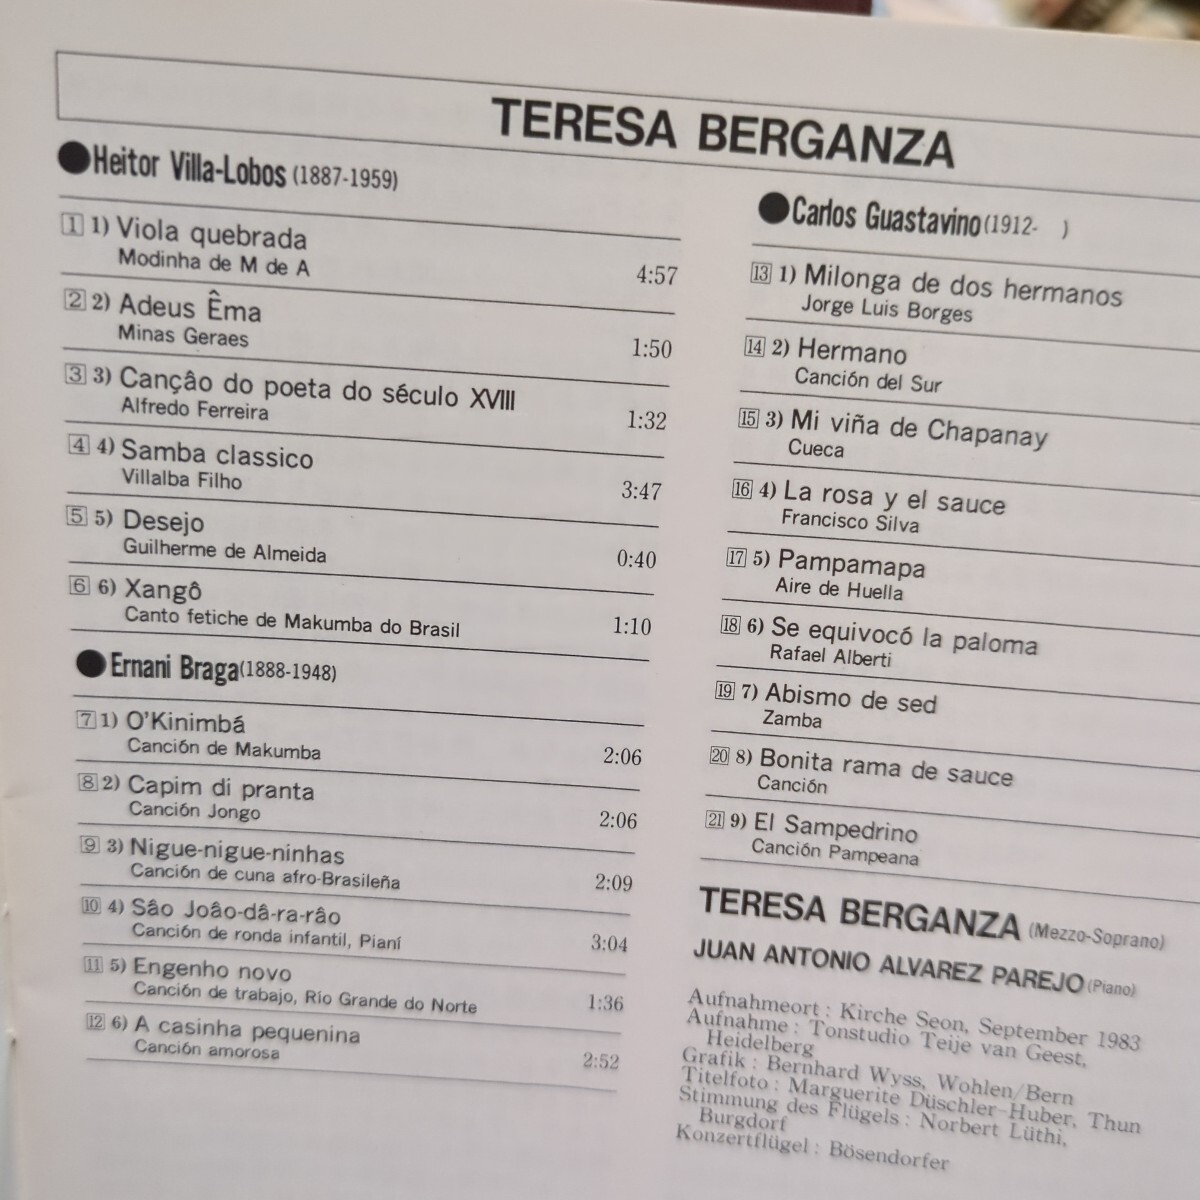 TERESA BERGANZA
●Heitor Villa-Lobos (1887-1959)
1 1) Viola quebrada
Modinha de M de A 4:57
2 2) Adeus Êma
Minas Geraes 1:50
3 3) Cançâo do poeta do século XVIII
Alfredo Ferreira 1:32
4 4) Samba classico
Villalba Filho 3:47
5 5) Desejo
Guilherme de Almeida 0:40
6 6) Xangô
Canto fetiche de Makumba do Brasil 1:10
●Ernani Braga (1888-1948)
7 1) O'Kinimbá
Canción de Makumba 2:06
8 2) Capim di pranta
Canción Jongo 2:06
9 3) Nigue-nigue-ninhas
Canción de cuna afro-Brasileña 2:09
10 4) Sâo Joâo-dâ-ra-râo
Canción de ronda infantil, Pianí 3:04
11 5) Engenho novo
Canción de trabajo, Río Grande do Norte 1:36
12 6) A casinha pequenina
Canción amorosa 2:52
●Carlos Guastavino (1912- )
13 1) Milonga de dos hermanos
Jorge Luis Borges
14 2) Hermano
Canción del Sur
15 3) Mi viña de Chapanay
Cueca
16 4) La rosa y el sauce
Francisco Silva
17 5) Pampamapa
Aire de Huella
18 6) Se equivocó la paloma
Rafael Alberti
19 7) Abismo de sed
Zamba
20 8) Bonita rama de sauce
Canción
21 9) El Sampedrino
Canción Pampeana
TERESA BERGANZA (Mezzo-Soprano)
JUAN ANTONIO ALVAREZ PAREJO (Piano)
Aufnahmeort : Kirche Seon, September 1983
Aufnahme : Tonstudio Teije van Geest,
Heidelberg
Grafik : Bernhard Wyss, Wohlen/Bern
Titelfoto : Marguerite Düschler-Huber, Thun
Stimmung des Flügels : Norbert Lüthi,
Burgdorf
Konzertflügel : Bösendorfer